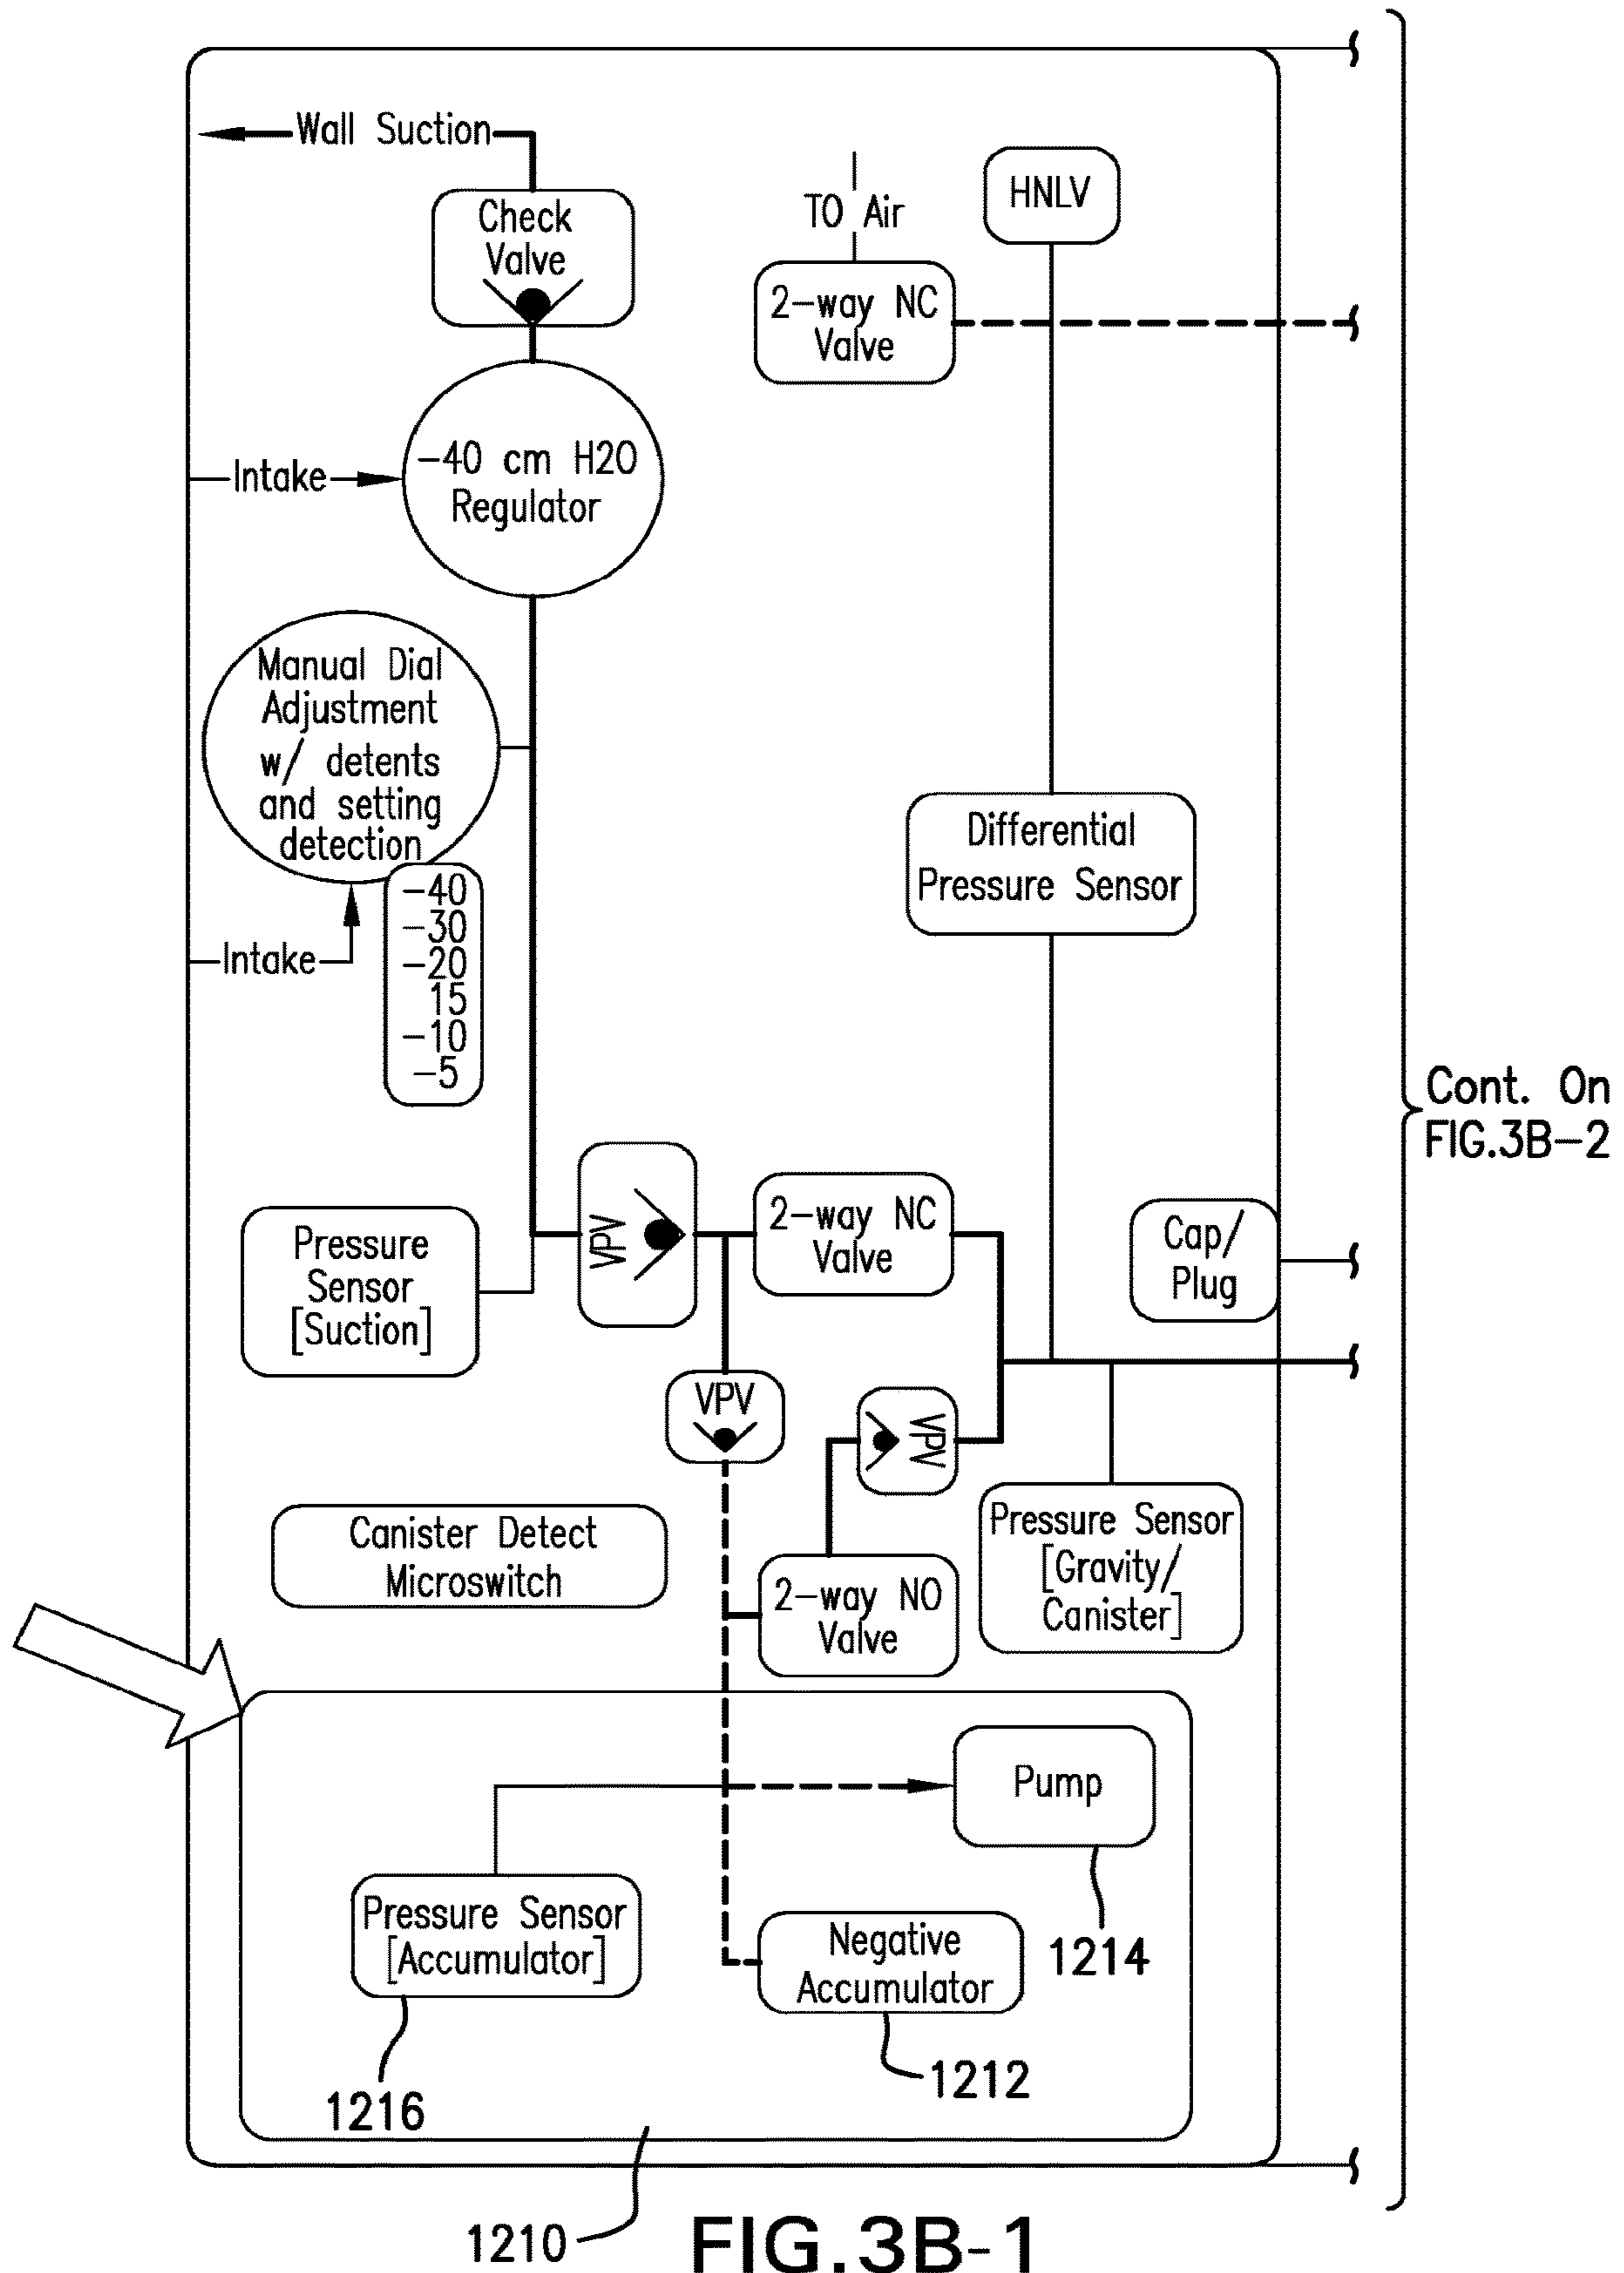 Wall Suction
Check
Valve
TO Air
HNLV
2-way NC
Valve
Intake
-40 cm H2O
Regulator
Manual Dial
Adjustment
w/ detents
and setting
detection
Intake
-40
-30
-20
15
-10
-5
Differential
Pressure Sensor
Cont. On
FIG.3B-2
Pressure
Sensor
[Suction]
VPV
2-way NC
Valve
Cap/
Plug
VPV
VPV
Canister Detect
Microswitch
2-way NO
Valve
Pressure Sensor
[Gravity/
Canister]
Pump
1214
Pressure Sensor
[Accumulator]
1216
Negative
Accumulator
1212
1210
FIG.3B-1